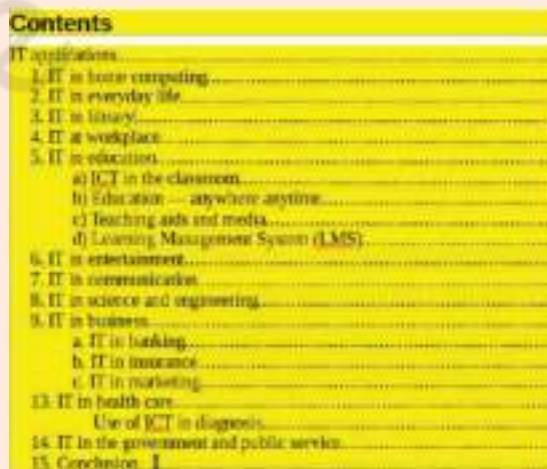 Contents
IT applications
1. IT in home computing
2. IT in everyday life
3. IT in library
4. IT at workplace
5. IT in education
a) ICT in the classroom
b) Education — anywhere anytime
c) Teaching aids and media
d) Learning Management System (LMS)
6. IT in entertainment
7. IT in communication
8. IT in science and engineering
9. IT in business
a. IT in banking
b. IT in insurance
c. IT in marketing
13. IT in health care
Use of ICT in diagnosis
14. IT in the government and public service
15. Conclusion